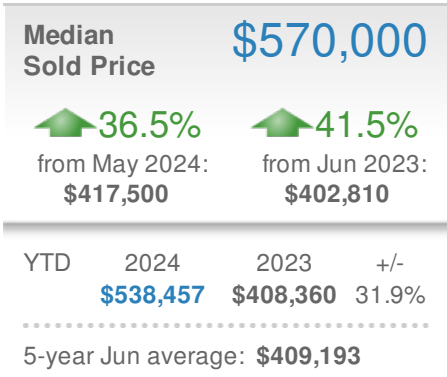 Median
Sold Price
$570,000
36.5%
from May 2024:
$417,500
41.5%
from Jun 2023:
$402,810
YTD 2024 2023 +/-
$538,457 $408,360 31.9%
5-year Jun average: $409,193